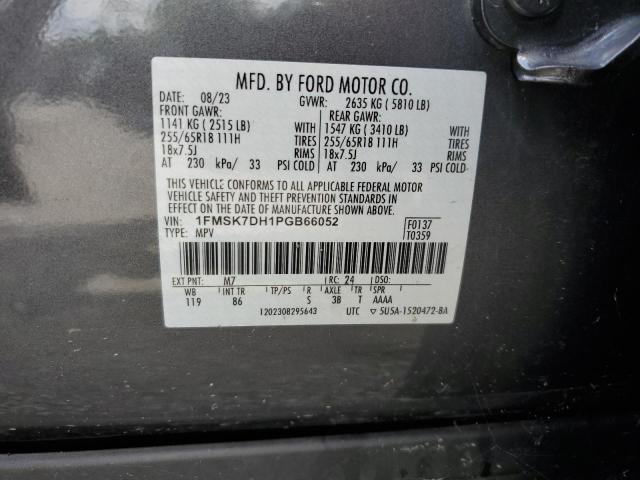 MFD. BY FORD MOTOR CO.
DATE: 08/23 GVWR: 2635 KG ( 5810 LB)
FRONT GAWR: REAR GAWR:
1141 KG ( 2515 LB) WITH 1547 KG ( 3410 LB) WITH
255/65R18 111H TIRES 255/65R18 111H TIRES
18x7.5J RIMS 18x7.5J RIMS
AT 230 kPa/ 33 PSI COLD AT 230 kPa/ 33 PSI COLD
THIS VEHICLE CONFORMS TO ALL APPLICABLE FEDERAL MOTOR
VEHICLE SAFETY AND THEFT PREVENTION STANDARDS IN
EFFECT ON THE DATE OF MANUFACTURE SHOWN ABOVE.
VIN: 1FMSK7DH1PGB66052 F0137
TYPE: MPV T0359
EXT PNT: M7 RC: 24 DSO:
WB INT TR TP/PS R AXLE TR SPR
119 86 S 3B T AAAA
1202308295643 UTC ▽ 5U5A-1520472-BA